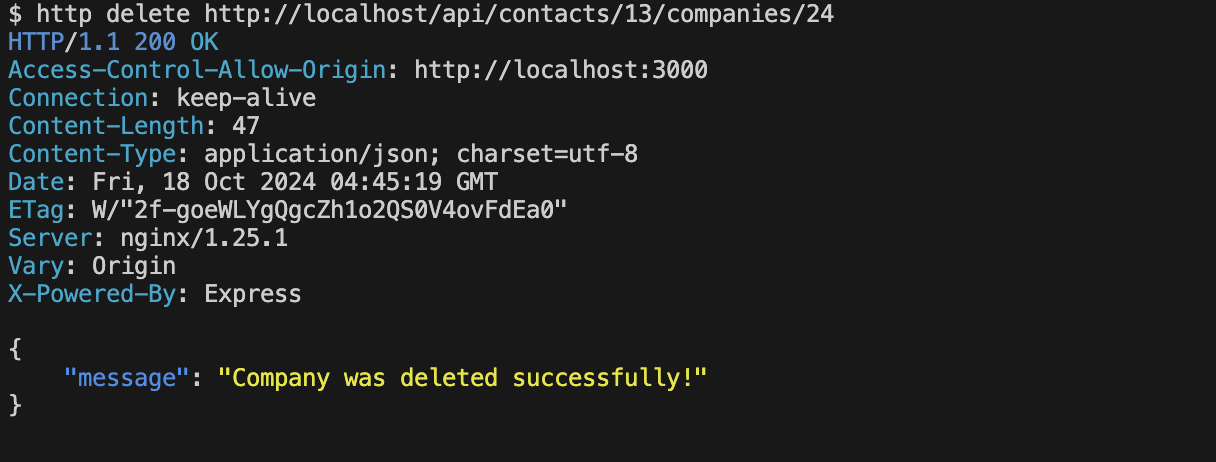 $ http delete http://localhost/api/contacts/13/companies/24
HTTP/1.1 200 OK
Access-Control-Allow-Origin: http://localhost:3000
Connection: keep-alive
Content-Length: 47
Content-Type: application/json; charset=utf-8
Date: Fri, 18 Oct 2024 04:45:19 GMT
ETag: W/"2f-goeWLYgQgcZh1o2QS0V4ovFdEa0"
Server: nginx/1.25.1
Vary: Origin
X-Powered-By: Express
{
    "message": "Company was deleted successfully!"
}